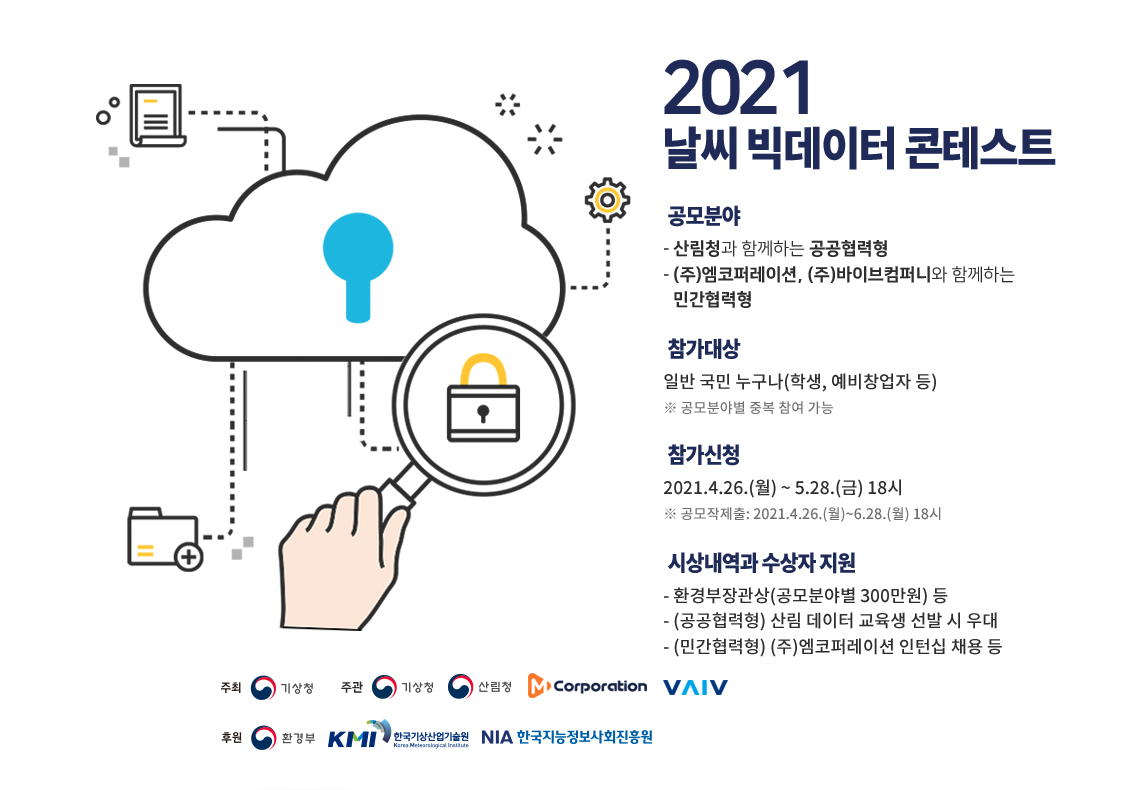 2021
날씨 빅데이터 콘테스트
공모분야
- 산림청과 함께하는 공공협력형
- (주)엠코퍼레이션, (주)바이브컴퍼니와 함께하는
민간협력형
참가대상
일반 국민 누구나(학생, 예비창업자 등)
※ 공모분야별 중복 참여 가능
참가신청
2021.4.26.(월) ~ 5.28.(금) 18시
※ 공모작제출: 2021.4.26.(월)~6.28.(월) 18시
시상내역과 수상자 지원
- 환경부장관상(공모분야별 300만원) 등
- (공공협력형) 산림 데이터 교육생 선발 시 우대
- (민간협력형) (주)엠코퍼레이션 인턴십 채용 등
주최 기상청 주관 기상청 산림청 M Corporation VAIV
후원 환경부 KMI 한국기상산업기술원 NIA 한국지능정보사회진흥원
Korea Meteorological Institute